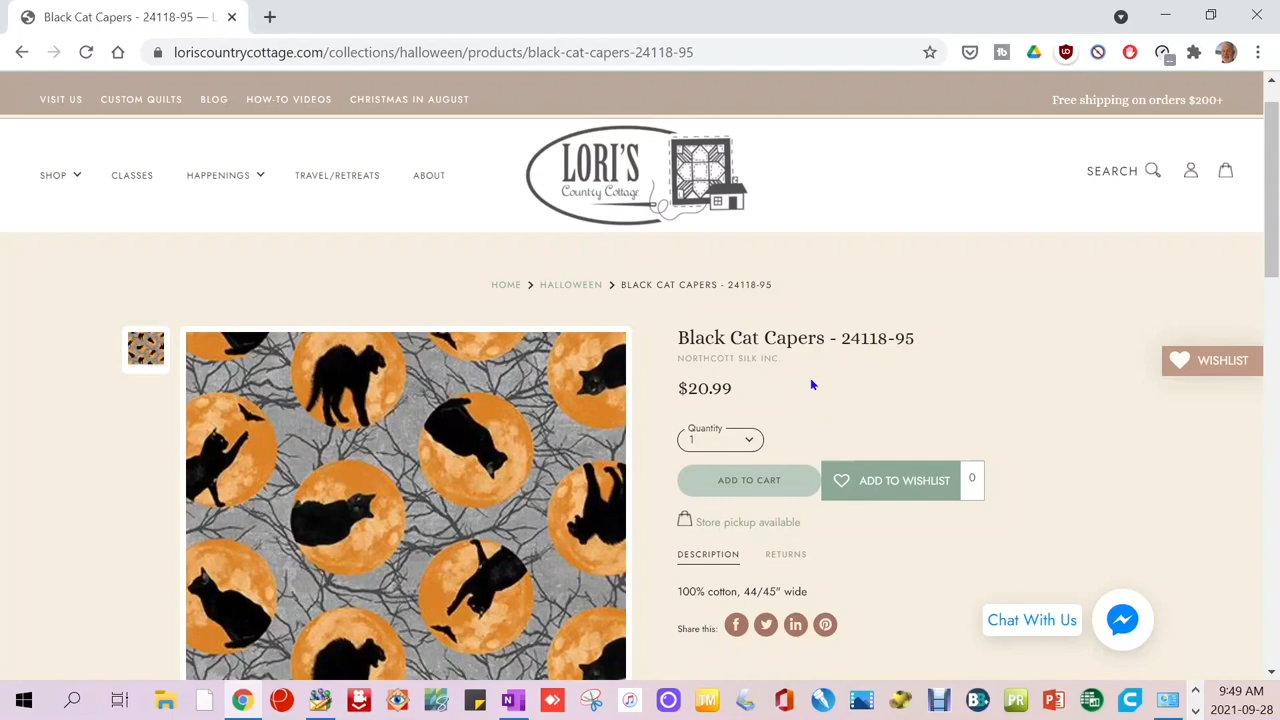 Black Cat Capers - 24118-95 — L
loriscountrycottage.com/collections/halloween/products/black-cat-capers-24118-95
VISIT US CUSTOM QUILTS BLOG HOW-TO VIDEOS CHRISTMAS IN AUGUST Free shipping on orders $200+
LORI'S
Country Cottage
SHOP CLASSES HAPPENINGS TRAVEL/RETREATS ABOUT SEARCH
HOME > HALLOWEEN > BLACK CAT CAPERS - 24118-95
Black Cat Capers - 24118-95
NORTHCOTT SILK INC.
WISHLIST
$20.99
Quantity
1
ADD TO CART ADD TO WISHLIST 0
Store pickup available
DESCRIPTION RETURNS
100% cotton, 44/45" wide
Share this:
Chat With Us
9:49 AM
2021-09-28